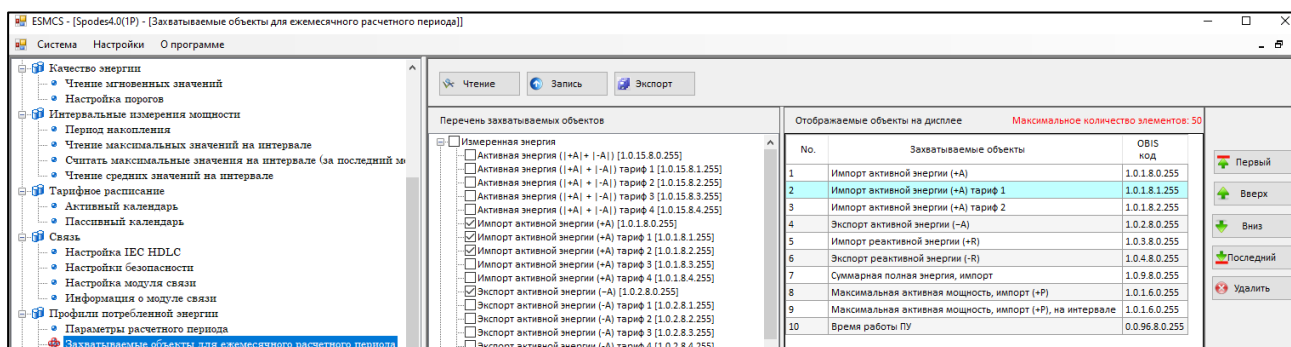 ESMCS - [Spodes4.0(1P) - [Захватываемые объекты для ежемесячного расчетного периода]]
Система Настройки О программе
Качество энергии
Чтение мгновенных значений
Настройка порогов
Интервальные измерения мощности
Период накопления
Чтение максимальных значений на интервале
Считать максимальные значения на интервале (за последний
Чтение средних значений на интервале
Тарифное расписание
Активный календарь
Пассивный календарь
Связь
Настройка IEC HDLC
Настройки безопасности
Настройка модуля связи
Информация о модуле связи
Профили потребленной энергии
Параметры расчетного периода
Захватываемые объекты для ежемесячного расчетного периода
Чтение Запись Экспорт
Перечень захватываемых объектов
Измеренная энергия
Активная энергия (|+A|+ |-A|) [1.0.15.8.0.255]
Активная энергия (|+A| + |-A|) тариф 1 [1.0.15.8.1.255]
Активная энергия (|+A| + |-A|) тариф 2 [1.0.15.8.2.255]
Активная энергия (|+A| + |-A|) тариф 3 [1.0.15.8.3.255]
Активная энергия (|+A| + |-A|) тариф 4 [1.0.15.8.4.255]
Импорт активной энергии (+A) [1.0.1.8.0.255]
Импорт активной энергии (+A) тариф 1 [1.0.1.8.1.255]
Импорт активной энергии (+A) тариф 2 [1.0.1.8.2.255]
Импорт активной энергии (+A) тариф 3 [1.0.1.8.3.255]
Импорт активной энергии (+A) тариф 4 [1.0.1.8.4.255]
Экспорт активной энергии (–A) [1.0.2.8.0.255]
Экспорт активной энергии (-A) тариф 1 [1.0.2.8.1.255]
Экспорт активной энергии (-A) тариф 2 [1.0.2.8.2.255]
Экспорт активной энергии (-A) тариф 3 [1.0.2.8.3.255]
Экспорт активной энергии (-A) тариф 4 [1.0.2.8.4.255]
Отображаемые объекты на дисплее Максимальное количество элементов: 50
No. Захватываемые объекты OBIS код
1 Импорт активной энергии (+A) 1.0.1.8.0.255
2 Импорт активной энергии (+A) тариф 1 1.0.1.8.1.255
3 Импорт активной энергии (+A) тариф 2 1.0.1.8.2.255
4 Экспорт активной энергии (–A) 1.0.2.8.0.255
5 Импорт реактивной энергии (+R) 1.0.3.8.0.255
6 Экспорт реактивной энергии (-R) 1.0.4.8.0.255
7 Суммарная полная энергия, импорт 1.0.9.8.0.255
8 Максимальная активная мощность, импорт (+P) 1.0.1.6.0.255
9 Максимальная активная мощность, импорт (+P), на интервале 1.0.1.6.0.255
10 Время работы ПУ 0.0.96.8.0.255
Первый
Вверх
Вниз
Последний
Удалить